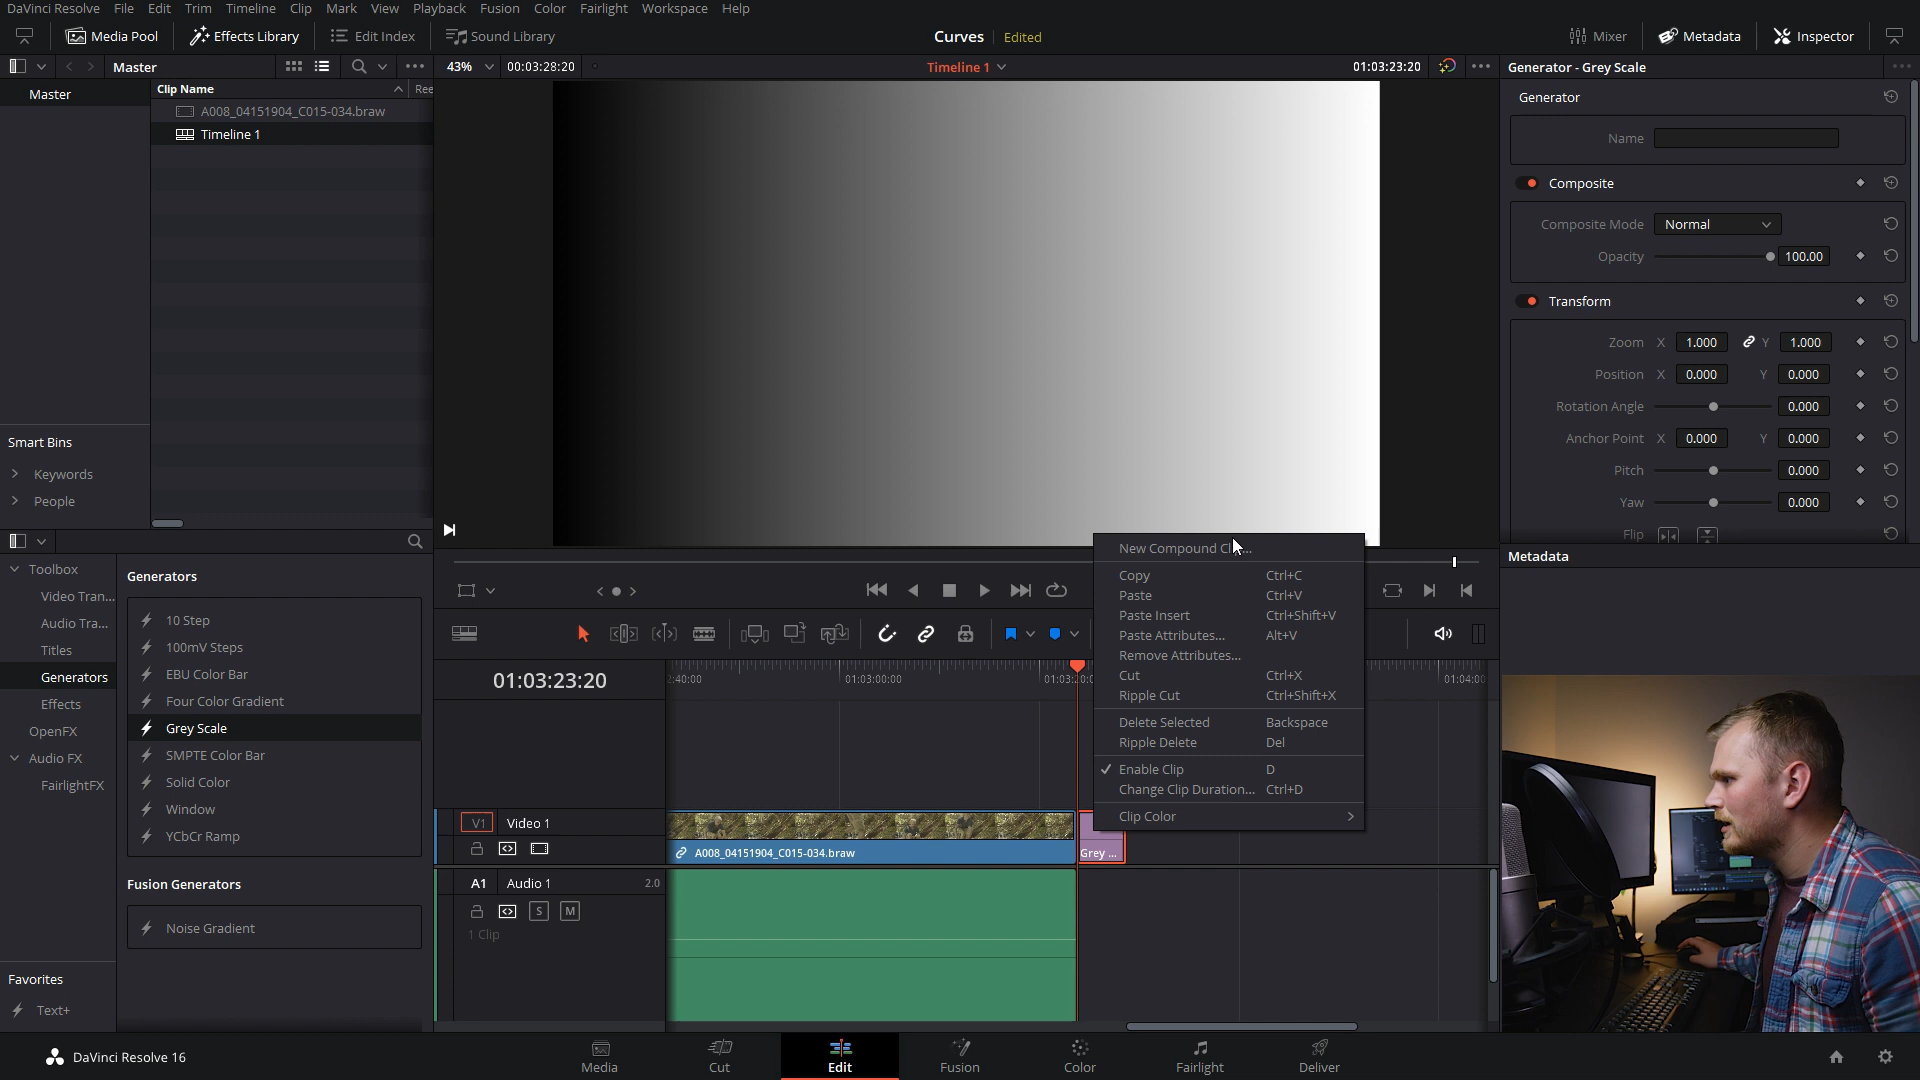 DaVinci Resolve File Edit Trim Timeline Clip Mark View Playback Fusion Color Fairlight Workspace Help
Media Pool Effects Library Edit Index Sound Library Curves Edited Mixer Metadata Inspector
Master 43% 00:03:28:20 Timeline 1 01:03:23:20 Generator - Grey Scale
Master
Clip Name Ree
A008_04151904_C015-034.braw
Timeline 1
Generator
Name
Composite
Composite Mode Normal
Opacity 100.00
Transform
Zoom X 1.000 Y 1.000
Position X 0.000 Y 0.000
Rotation Angle 0.000
Anchor Point X 0.000 Y 0.000
Pitch 0.000
Yaw 0.000
Flip
Metadata
Smart Bins
Keywords
People
Toolbox
Video Tran...
Audio Tra...
Titles
Generators
Effects
OpenFX
Audio FX
FairlightFX
Favorites
Text+
Generators
10 Step
100mV Steps
EBU Color Bar
Four Color Gradient
Grey Scale
SMPTE Color Bar
Solid Color
Window
YCbCr Ramp
Fusion Generators
Noise Gradient
New Compound
Copy Ctrl+C
Paste Ctrl+V
Paste Insert Ctrl+Shift+V
Paste Attributes... Alt+V
Remove Attributes...
Cut Ctrl+X
Ripple Cut Ctrl+Shift+X
Delete Selected Backspace
Ripple Delete Del
Enable Clip D
Change Clip Duration... Ctrl+D
Clip Color
01:03:23:20 2:40:00 01:03:00:00 01:03:20:0 01:04:0
V1 Video 1
A008_04151904_C015-034.braw Grey ...
A1 Audio 1 2.0
S M
1 Clip
DaVinci Resolve 16 Media Cut Edit Fusion Color Fairlight Deliver